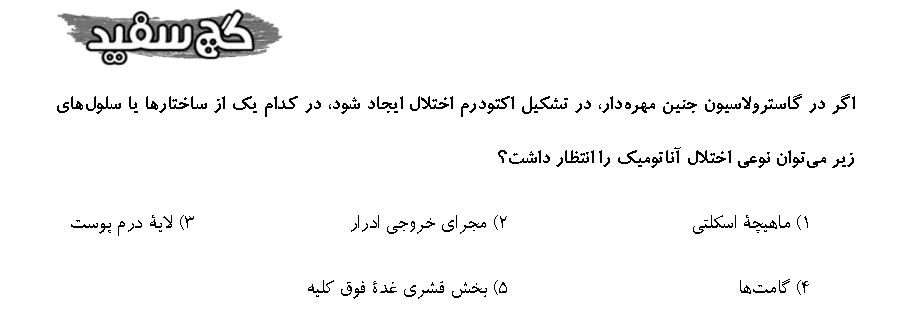 گچ سفید
اگر در گاسترولاسیون جنین مهره‌دار، در تشکیل اکتودرم اختلال ایجاد شود، در کدام یک از ساختارها یا سلول‌های
زیر می‌توان نوعی اختلال آناتومیک را انتظار داشت؟
۱) ماهیچهٔ اسکلتی ۲) مجرای خروجی ادرار ۳) لایهٔ درم پوست
۴) گامت‌ها ۵) بخش قشری غدهٔ فوق کلیه